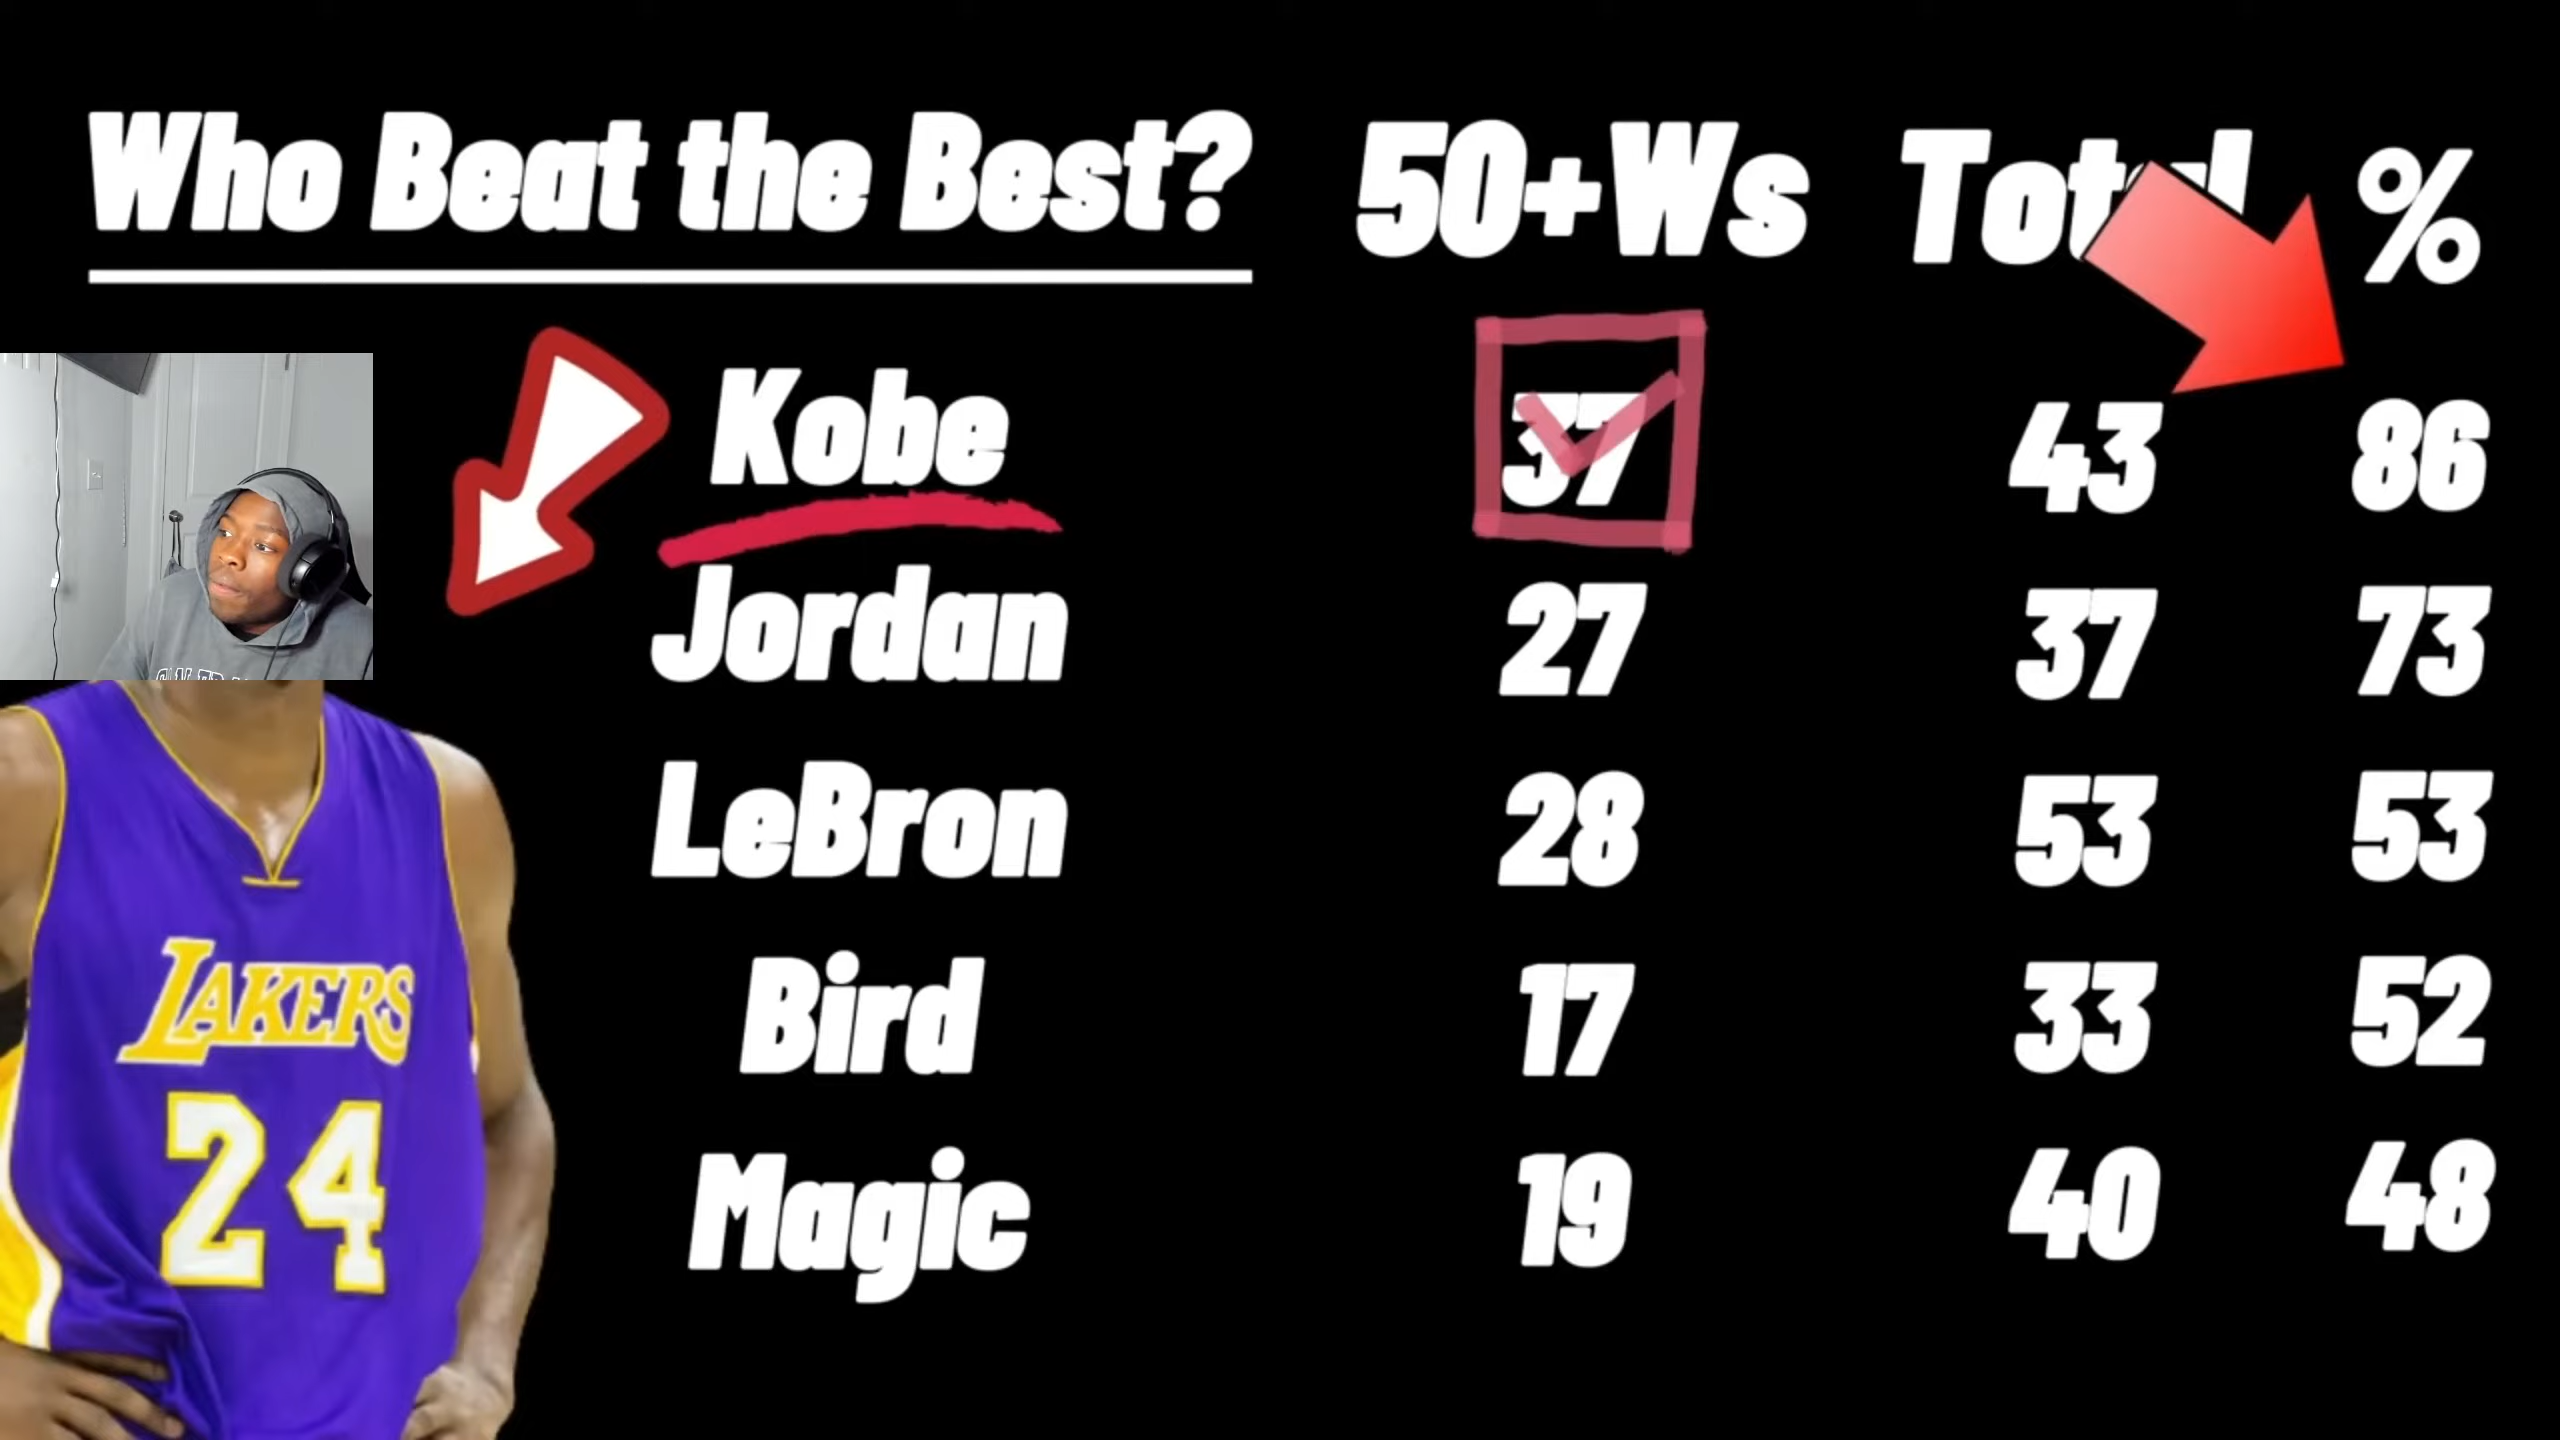 Who Beat the Best? 50+Ws Total %
Kobe 37 43 86
Jordan 27 37 73
LeBron 28 53 53
Bird 17 33 52
Magic 19 40 48
LAKERS
24